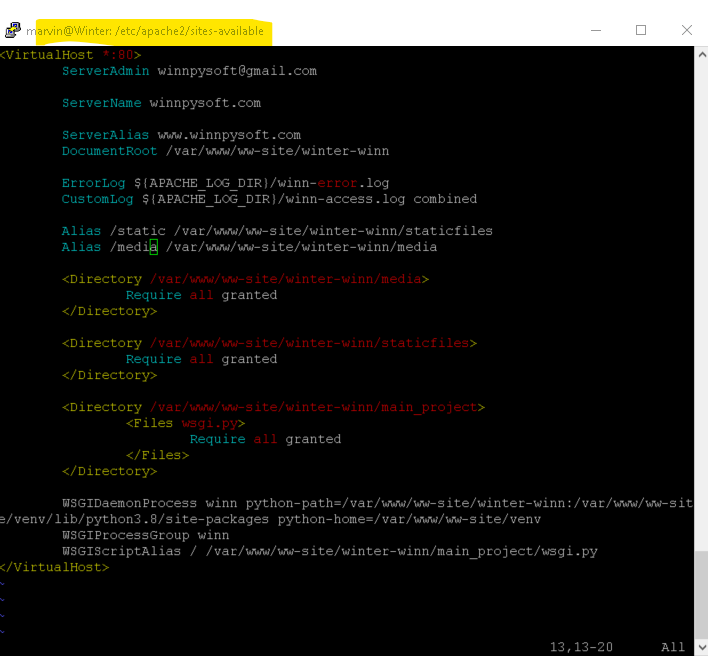 marvin@Winter: /etc/apache2/sites-available
<VirtualHost *:80>
ServerAdmin winnpysoft@gmail.com
ServerName winnpysoft.com
ServerAlias www.winnpysoft.com
DocumentRoot /var/www/ww-site/winter-winn
ErrorLog ${APACHE_LOG_DIR}/winn-error.log
CustomLog ${APACHE_LOG_DIR}/winn-access.log combined
Alias /static /var/www/ww-site/winter-winn/staticfiles
Alias /media /var/www/ww-site/winter-winn/media
<Directory /var/www/ww-site/winter-winn/media>
Require all granted
</Directory>
<Directory /var/www/ww-site/winter-winn/staticfiles>
Require all granted
</Directory>
<Directory /var/www/ww-site/winter-winn/main_project>
<Files wsgi.py>
Require all granted
</Files>
</Directory>
WSGIDaemonProcess winn python-path=/var/www/ww-site/winter-winn:/var/www/ww-sit
e/venv/lib/python3.8/site-packages python-home=/var/www/ww-site/venv
WSGIProcessGroup winn
WSGIScriptAlias / /var/www/ww-site/winter-winn/main_project/wsgi.py
</VirtualHost>
~
~
~
~
13,13-20 All